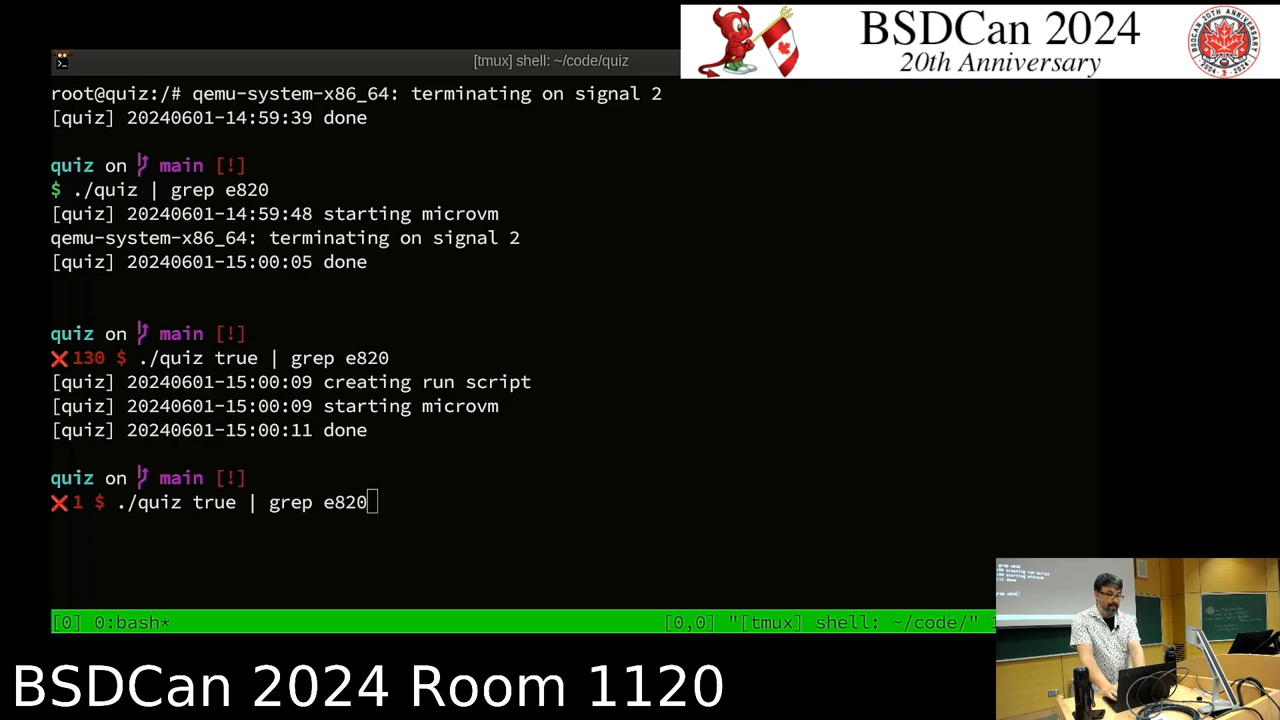 BSDCan 2024
20th Anniversary
[tmux] shell: ~/code/quiz
root@quiz:/# qemu-system-x86_64: terminating on signal 2
[quiz] 20240601-14:59:39 done
quiz on main [!]
$ ./quiz | grep e820
[quiz] 20240601-14:59:48 starting microvm
qemu-system-x86_64: terminating on signal 2
[quiz] 20240601-15:00:05 done
quiz on main [!]
❌130 $ ./quiz true | grep e820
[quiz] 20240601-15:00:09 creating run script
[quiz] 20240601-15:00:09 starting microvm
[quiz] 20240601-15:00:11 done
quiz on main [!]
❌1 $ ./quiz true | grep e820
[0] 0:bash* [0,0] "[tmux] shell: ~/code/"
BSDCan 2024 Room 1120